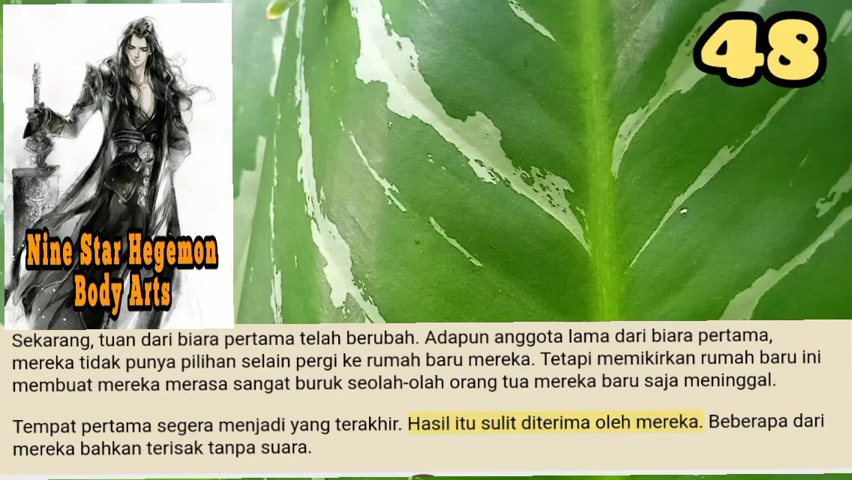 48
Nine Star Hegemon
Body Arts
Sekarang, tuan dari biara pertama telah berubah. Adapun anggota lama dari biara pertama,
mereka tidak punya pilihan selain pergi ke rumah baru mereka. Tetapi memikirkan rumah baru ini
membuat mereka merasa sangat buruk seolah-olah orang tua mereka baru saja meninggal.
Tempat pertama segera menjadi yang terakhir. Hasil itu sulit diterima oleh mereka. Beberapa dari
mereka bahkan terisak tanpa suara.